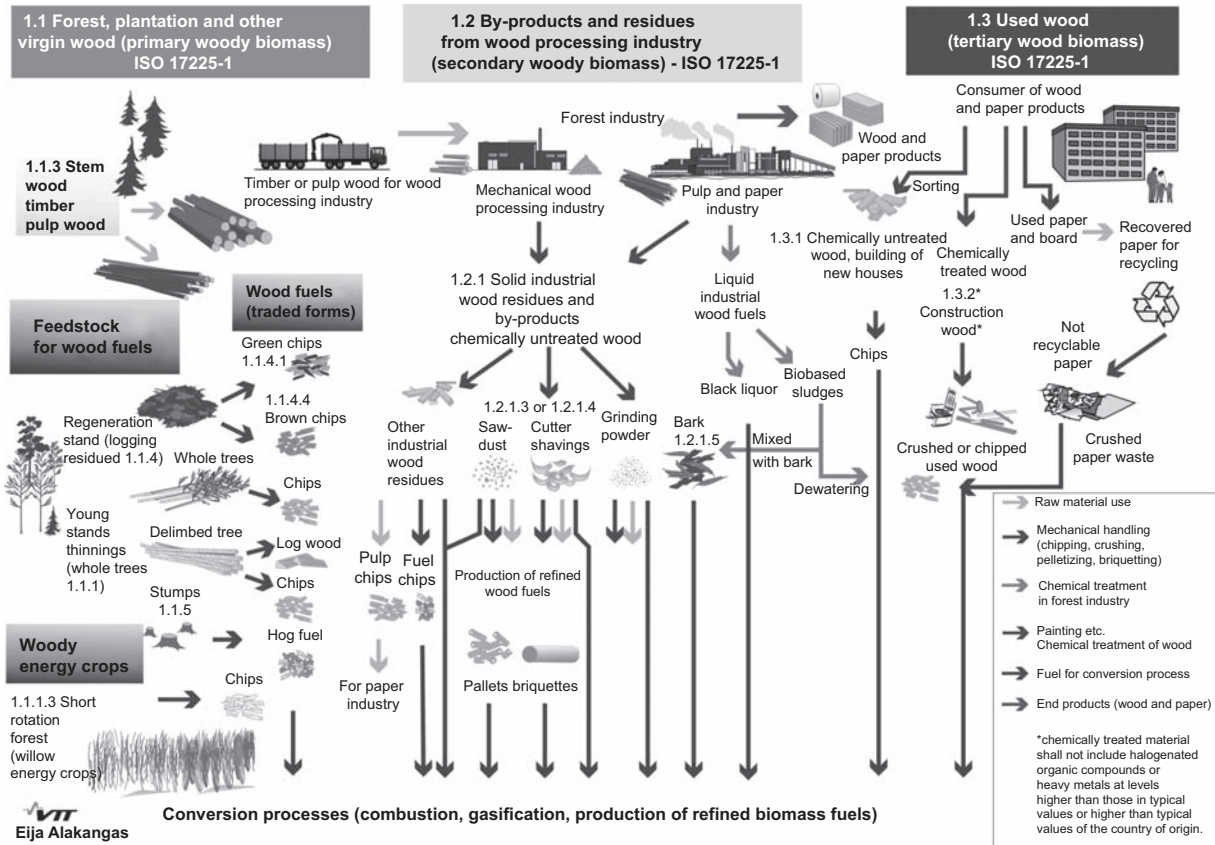 1.1 Forest, plantation and other
virgin wood (primary woody biomass)
ISO 17225-1
1.2 By-products and residues
from wood processing industry
(secondary woody biomass) - ISO 17225-1
1.3 Used wood
(tertiary wood biomass)
ISO 17225-1
1.1.3 Stem
wood
timber
pulp wood
Timber or pulp wood for wood
processing industry
Mechanical wood
processing industry
Forest industry
Pulp and paper
industry
Wood and
paper products
Consumer of wood
and paper products
Sorting
1.3.1 Chemically untreated
wood, building of
new houses
Chemically
treated wood
1.3.2*
Construction
wood*
Used paper
and board
Recovered
paper for
recycling
Not
recyclable
paper
Crushed
paper waste
Chips
Crushed or chipped
used wood
Feedstock
for wood fuels
Wood fuels
(traded forms)
Green chips
1.1.4.1
1.1.4.4
Brown chips
Regeneration
stand (logging
residued 1.1.4)
Whole trees
Chips
Young
stands
thinnings
(whole trees
1.1.1)
Delimbed tree
Log wood
Chips
Stumps
1.1.5
Hog fuel
Woody
energy crops
Chips
1.1.1.3 Short
rotation
forest
(willow
energy crops)
1.2.1 Solid industrial
wood residues and
by-products
chemically untreated wood
Liquid
industrial
wood fuels
Black liquor
Biobased
sludges
Other
industrial
wood
residues
1.2.1.3 or 1.2.1.4
Saw-
dust
Cutter
shavings
Grinding
powder
Bark
1.2.1.5
Mixed
with bark
Dewatering
Pulp
chips
Fuel
chips
For paper
industry
Production of refined
wood fuels
Pallets briquettes
Raw material use
Mechanical handling
(chipping, crushing,
pelletizing, briquetting)
Chemical treatment
in forest industry
Painting etc.
Chemical treatment of wood
Fuel for conversion process
End products (wood and paper)
*chemically treated material
shall not include halogenated
organic compounds or
heavy metals at levels
higher than those in typical
values or higher than typical
values of the country of origin.
VTT
Eija Alakangas
Conversion processes (combustion, gasification, production of refined biomass fuels)